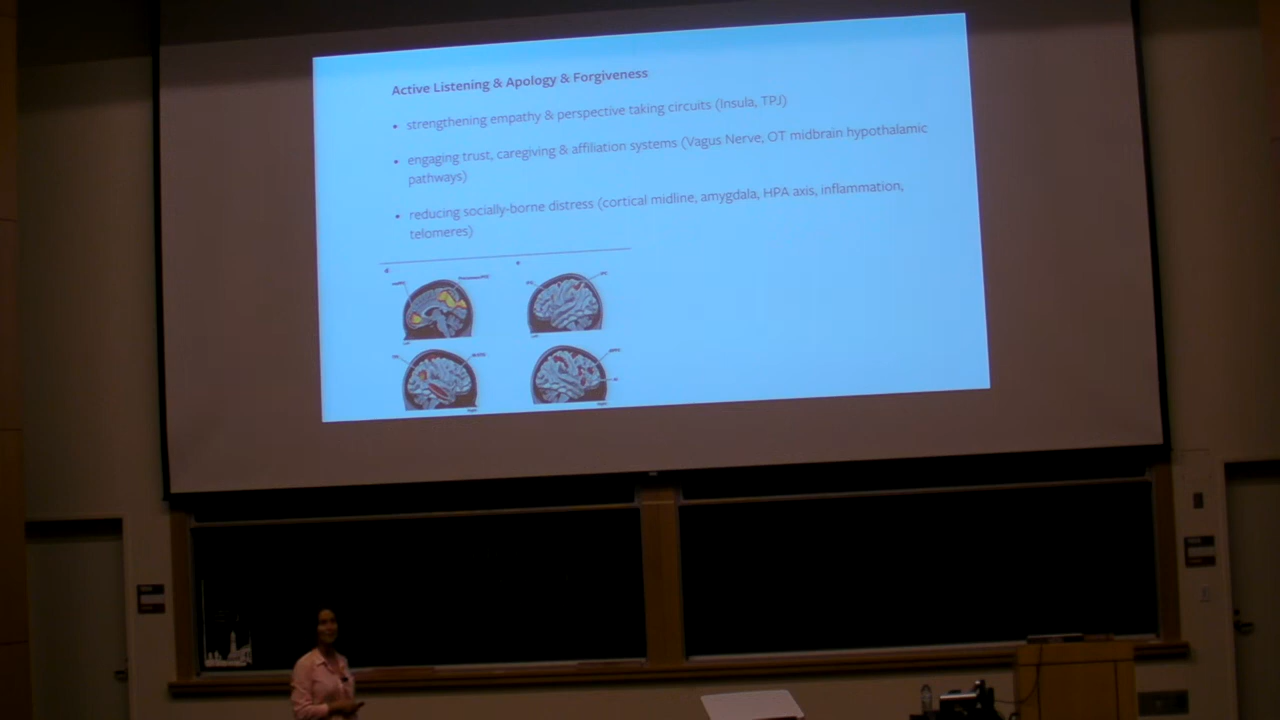 Active Listening & Apology & Forgiveness
• strengthening empathy & perspective taking circuits (Insula, TPJ)
• engaging trust, caregiving & affiliation systems (Vagus Nerve, OT midbrain hypothalamic
pathways)
• reducing socially-borne distress (cortical midline, amygdala, HPA axis, inflammation,
telomeres)